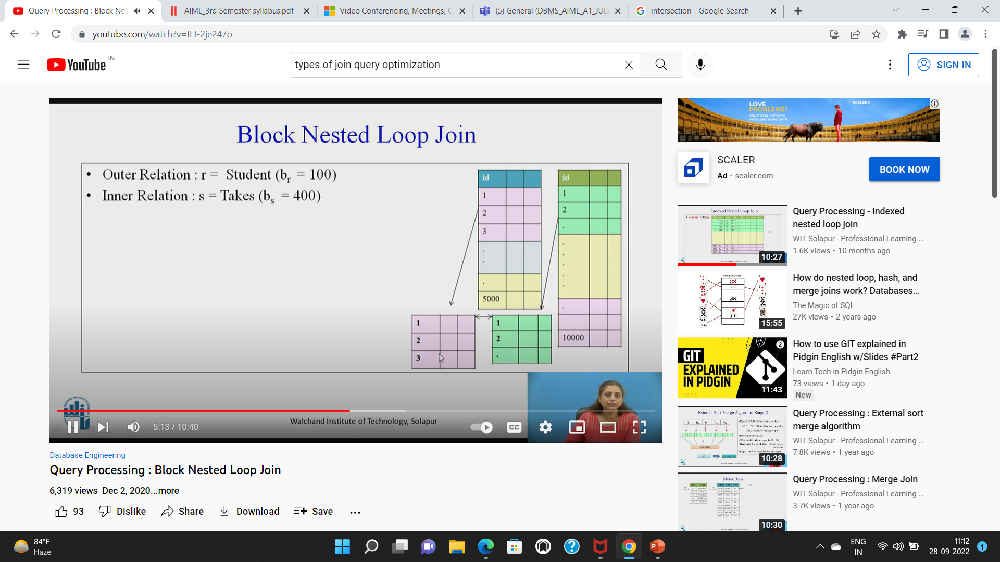 Query Processing : Block Nes
AIML_3rd Semester syllabus.pdf
Video Conferencing, Meetings, C
(5) General (DBMS_AIML_A1_JULY
intersection - Google Search
youtube.com/watch?v=IEI-2je247o
YouTube IN
types of join query optimization
SIGN IN
Block Nested Loop Join
• Outer Relation : r = Student (br = 100)
• Inner Relation : s = Takes (bs = 400)
id
1
2
3
.
.
.
5000
id
1
2
.
.
.
.
.
.
.
10000
1
2
3
1
2
.
Walchand Institute of Technology, Solapur
5:13 / 10:40
CC
Database Engineering
Query Processing : Block Nested Loop Join
6,319 views Dec 2, 2020...more
93 Dislike Share Download Save
LOVE
PROBLEMS?
SOLVE REAL BUSINESS
PROBLEMS USING DATA.
SCALER
SCALER
Ad · scaler.com
BOOK NOW
Indexed Nested Loop Join
10:27
Query Processing - Indexed
nested loop join
WIT Solapur - Professional Learning ...
1.6K views • 10 months ago
15:55
How do nested loop, hash, and
merge joins work? Databases...
The Magic of SQL
27K views • 2 years ago
GIT
EXPLAINED
IN PIDGIN
2
11:43
How to use GIT explained in
Pidgin English w/Slides #Part2
Learn Tech in Pidgin English
73 views • 1 day ago
New
External Sort-Merge Algorithm Stage-2
10:28
Query Processing : External sort
merge algorithm
WIT Solapur - Professional Learning ...
7.8K views • 1 year ago
Merge Join
10:30
Query Processing : Merge Join
WIT Solapur - Professional Learning ...
3.7K views • 1 year ago
84°F
Haze
ENG
IN
11:12
28-09-2022
1